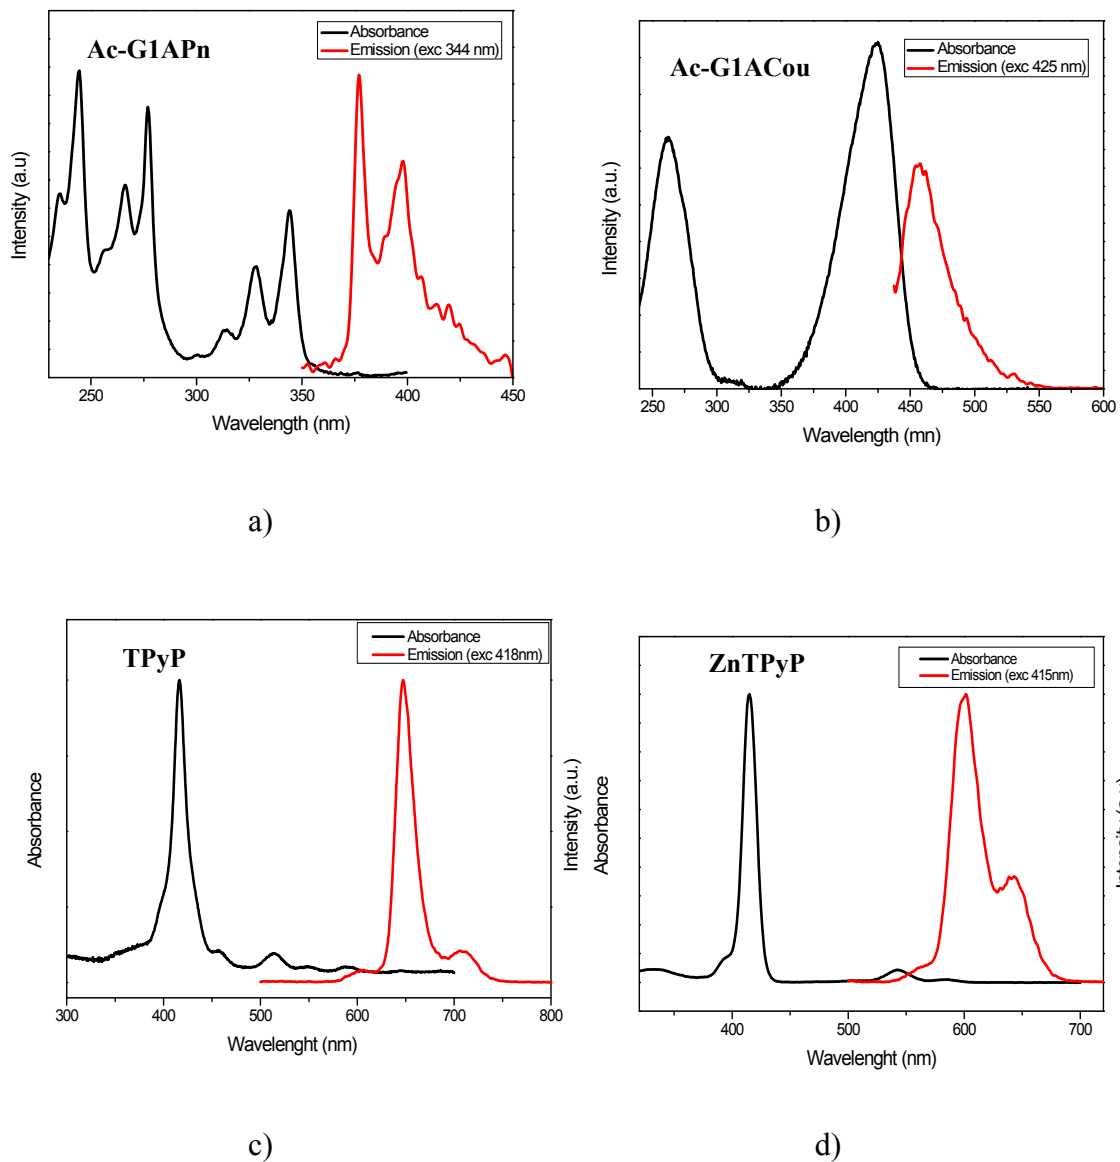 Ac-G1APn
Absorbance
Emission (exc 344 nm)
Intensity (a.u)
250 300 350 400 450
Wavelength (nm)
a)
Ac-G1ACou
Absorbance
Emission (exc 425 nm)
Intensity (a.u.)
250 300 350 400 450 500 550 600
Wavelength (mn)
b)
TPyP
Absorbance
Emission (exc 418nm)
Absorbance
Intensity (a.u.)
300 400 500 600 700 800
Wavelenght (nm)
c)
ZnTPyP
Absorbance
Emission (exc 415nm)
Absorbance
400 500 600 700
Wavelenght (nm)
d)